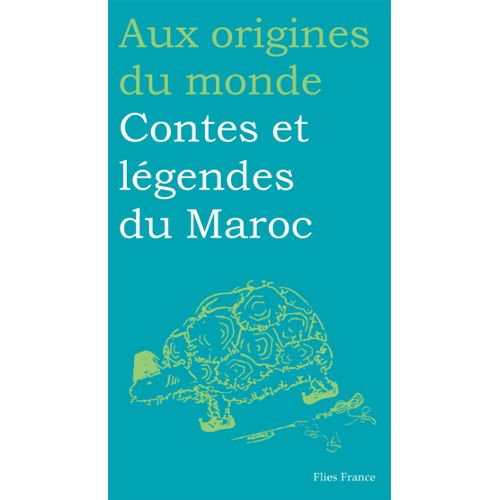 Aux origines
du monde
Contes et
légendes
du Maroc
Flies France